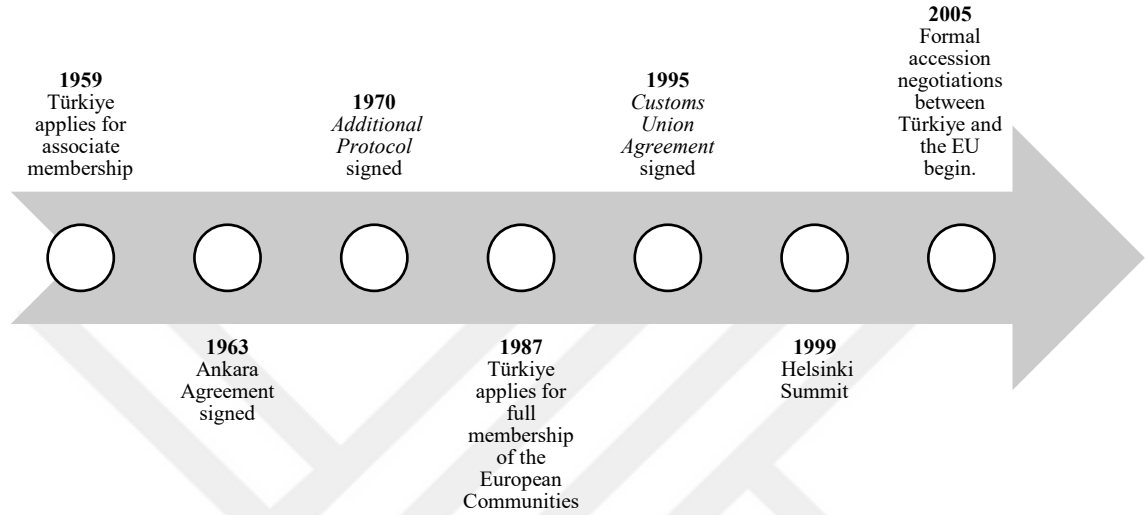 1959
Türkiye
applies for
associate
membership
1963
Ankara
Agreement
signed
1970
Additional
Protocol
signed
1987
Türkiye
applies for
full
membership
of the
European
Communities
1995
Customs
Union
Agreement
signed
1999
Helsinki
Summit
2005
Formal
accession
negotiations
between
Türkiye and
the EU
begin.